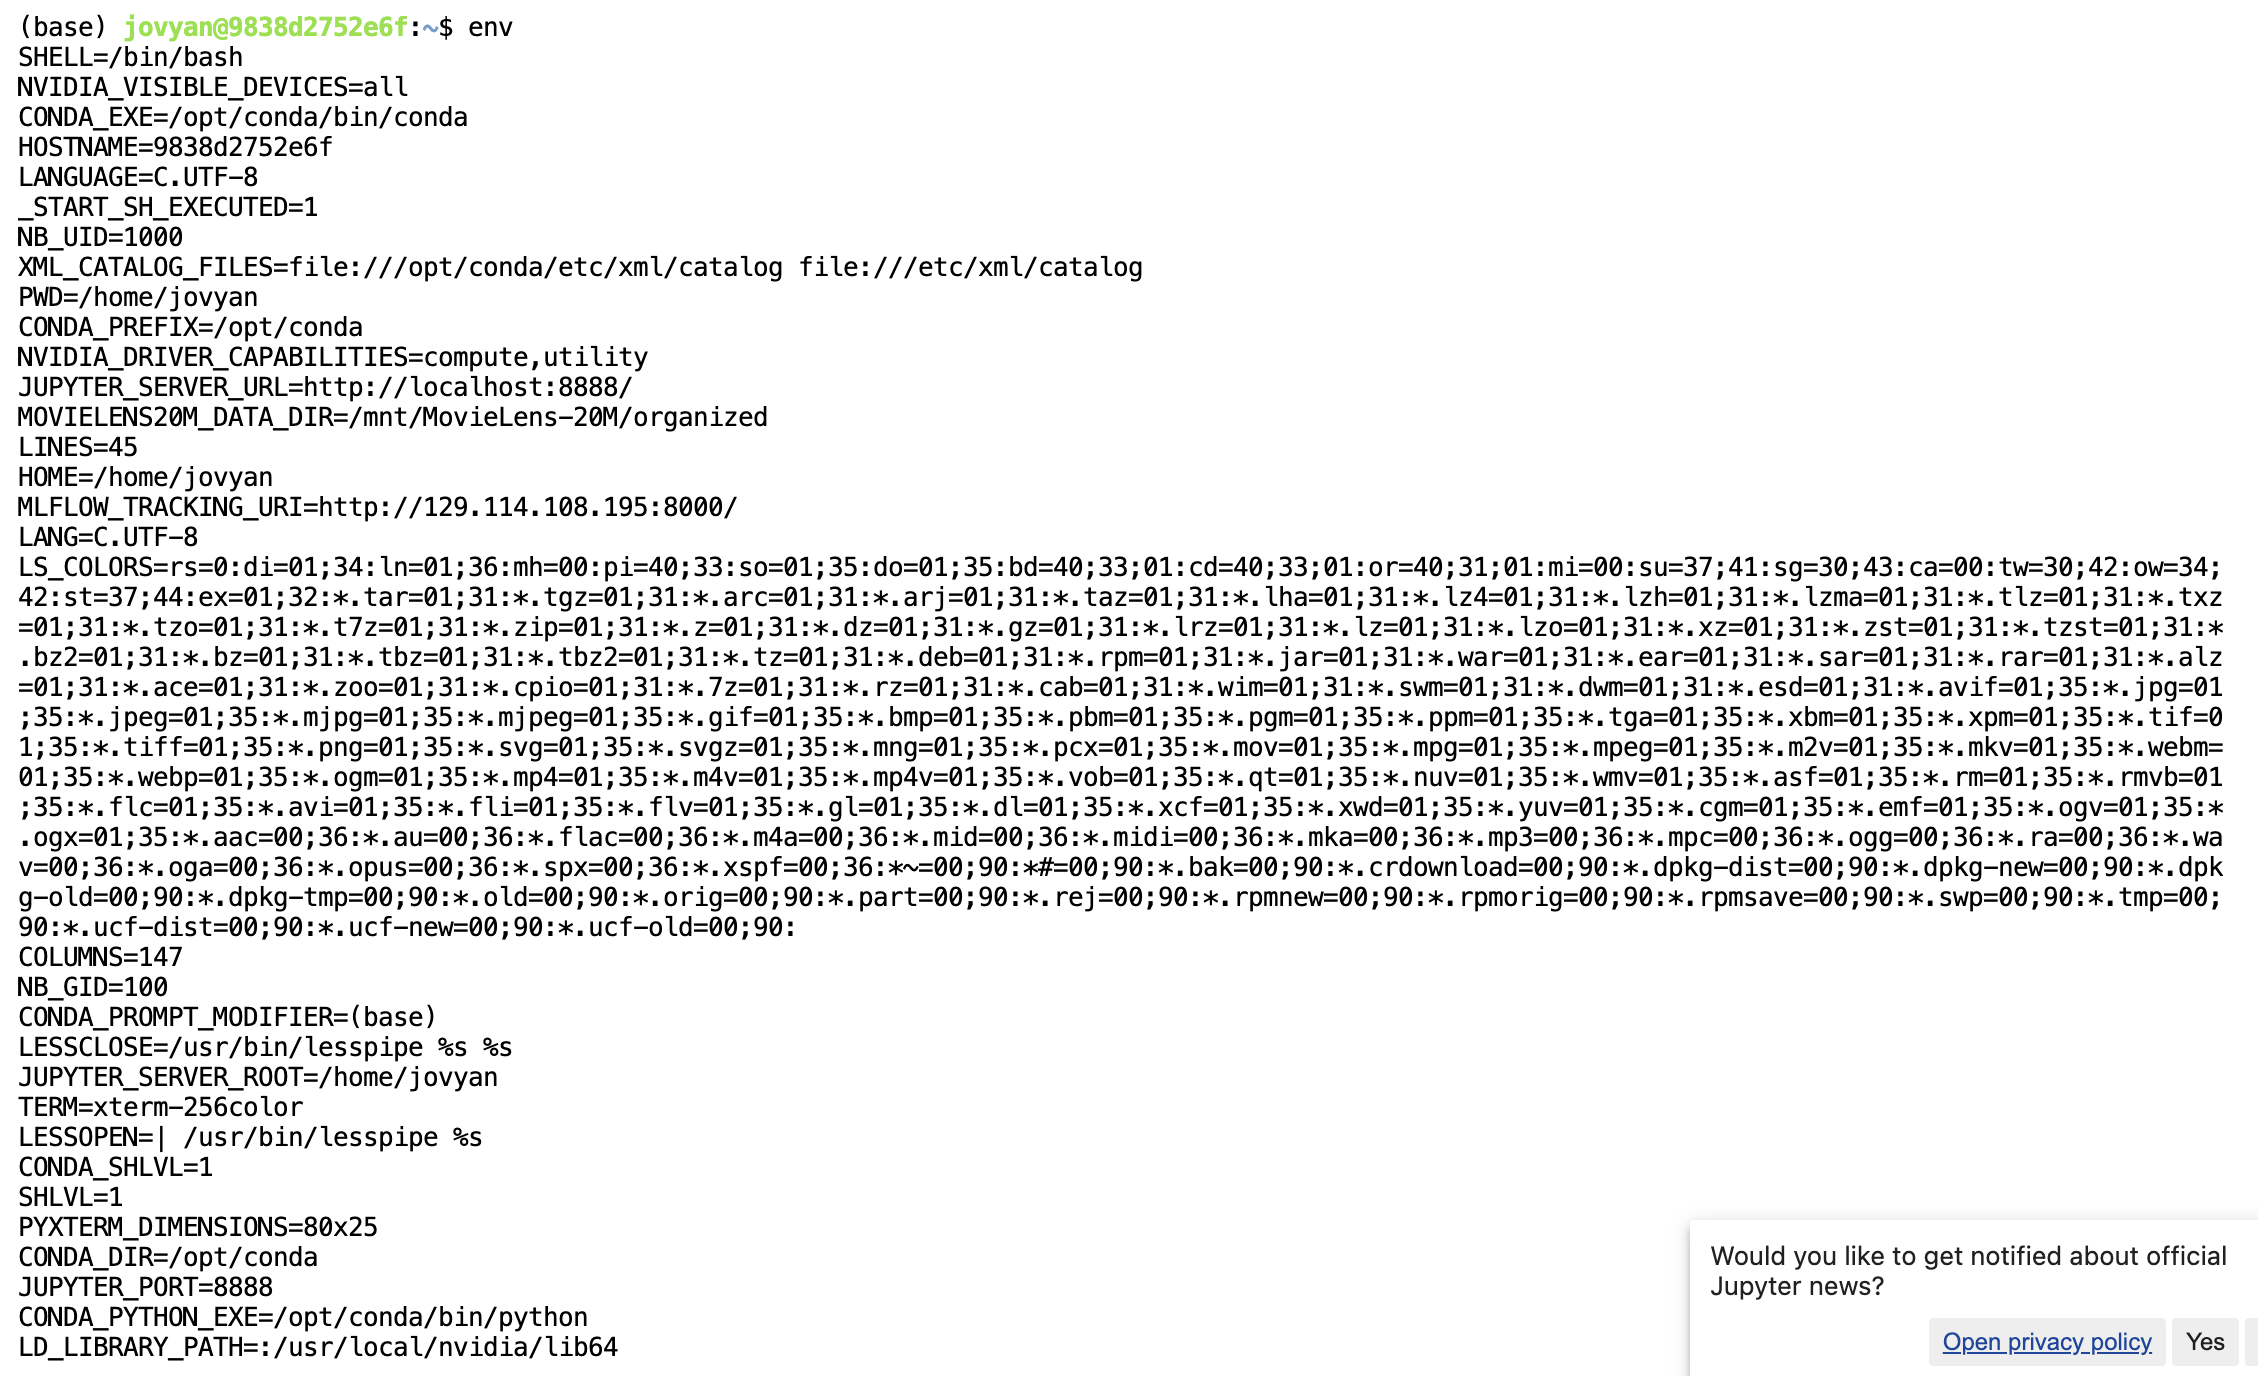 (base) jovyan@9838d2752e6f:~$ env
SHELL=/bin/bash
NVIDIA_VISIBLE_DEVICES=all
CONDA_EXE=/opt/conda/bin/conda
HOSTNAME=9838d2752e6f
LANGUAGE=C.UTF-8
_START_SH_EXECUTED=1
NB_UID=1000
XML_CATALOG_FILES=file:///opt/conda/etc/xml/catalog file:///etc/xml/catalog
PWD=/home/jovyan
CONDA_PREFIX=/opt/conda
NVIDIA_DRIVER_CAPABILITIES=compute,utility
JUPYTER_SERVER_URL=http://localhost:8888/
MOVIELENS20M_DATA_DIR=/mnt/MovieLens-20M/organized
LINES=45
HOME=/home/jovyan
MLFLOW_TRACKING_URI=http://129.114.108.195:8000/
LANG=C.UTF-8
LS_COLORS=rs=0:di=01;34:ln=01;36:mh=00:pi=40;33:so=01;35:do=01;35:bd=40;33;01:cd=40;33;01:or=40;31;01:mi=00:su=37;41:sg=30;43:ca=00:tw=30;42:ow=34;
42:st=37;44:ex=01;32:*.tar=01;31:*.tgz=01;31:*.arc=01;31:*.arj=01;31:*.taz=01;31:*.lha=01;31:*.lz4=01;31:*.lzh=01;31:*.lzma=01;31:*.tlz=01;31:*.txz
=01;31:*.tzo=01;31:*.t7z=01;31:*.zip=01;31:*.z=01;31:*.dz=01;31:*.gz=01;31:*.lrz=01;31:*.lz=01;31:*.lzo=01;31:*.xz=01;31:*.zst=01;31:*.tzst=01;31:*
.bz2=01;31:*.bz=01;31:*.tbz=01;31:*.tbz2=01;31:*.tz=01;31:*.deb=01;31:*.rpm=01;31:*.jar=01;31:*.war=01;31:*.ear=01;31:*.sar=01;31:*.rar=01;31:*.alz
=01;31:*.ace=01;31:*.zoo=01;31:*.cpio=01;31:*.7z=01;31:*.rz=01;31:*.cab=01;31:*.wim=01;31:*.swm=01;31:*.dwm=01;31:*.esd=01;31:*.avif=01;35:*.jpg=01
;35:*.jpeg=01;35:*.mjpg=01;35:*.mjpeg=01;35:*.gif=01;35:*.bmp=01;35:*.pbm=01;35:*.pgm=01;35:*.ppm=01;35:*.tga=01;35:*.xbm=01;35:*.xpm=01;35:*.tif=0
1;35:*.tiff=01;35:*.png=01;35:*.svg=01;35:*.svgz=01;35:*.mng=01;35:*.pcx=01;35:*.mov=01;35:*.mpg=01;35:*.mpeg=01;35:*.m2v=01;35:*.mkv=01;35:*.webm=
01;35:*.webp=01;35:*.ogm=01;35:*.mp4=01;35:*.m4v=01;35:*.mp4v=01;35:*.vob=01;35:*.qt=01;35:*.nuv=01;35:*.wmv=01;35:*.asf=01;35:*.rm=01;35:*.rmvb=01
;35:*.flc=01;35:*.avi=01;35:*.fli=01;35:*.flv=01;35:*.gl=01;35:*.dl=01;35:*.xcf=01;35:*.xwd=01;35:*.yuv=01;35:*.cgm=01;35:*.emf=01;35:*.ogv=01;35:*
.ogx=01;35:*.aac=00;36:*.au=00;36:*.flac=00;36:*.m4a=00;36:*.mid=00;36:*.midi=00;36:*.mka=00;36:*.mp3=00;36:*.mpc=00;36:*.ogg=00;36:*.ra=00;36:*.wa
v=00;36:*.oga=00;36:*.opus=00;36:*.spx=00;36:*.xspf=00;36:*~=00;90:*#=00;90:*.bak=00;90:*.crdownload=00;90:*.dpkg-dist=00;90:*.dpkg-new=00;90:*.dpk
g-old=00;90:*.dpkg-tmp=00;90:*.old=00;90:*.orig=00;90:*.part=00;90:*.rej=00;90:*.rpmnew=00;90:*.rpmorig=00;90:*.rpmsave=00;90:*.swp=00;90:*.tmp=00;
90:*.ucf-dist=00;90:*.ucf-new=00;90:*.ucf-old=00;90:
COLUMNS=147
NB_GID=100
CONDA_PROMPT_MODIFIER=(base)
LESSCLOSE=/usr/bin/lesspipe %s %s
JUPYTER_SERVER_ROOT=/home/jovyan
TERM=xterm-256color
LESSOPEN=| /usr/bin/lesspipe %s
CONDA_SHLVL=1
SHLVL=1
PYXTERM_DIMENSIONS=80x25
CONDA_DIR=/opt/conda
JUPYTER_PORT=8888
CONDA_PYTHON_EXE=/opt/conda/bin/python
LD_LIBRARY_PATH=:/usr/local/nvidia/lib64
Would you like to get notified about official
Jupyter news?
Open privacy policy Yes